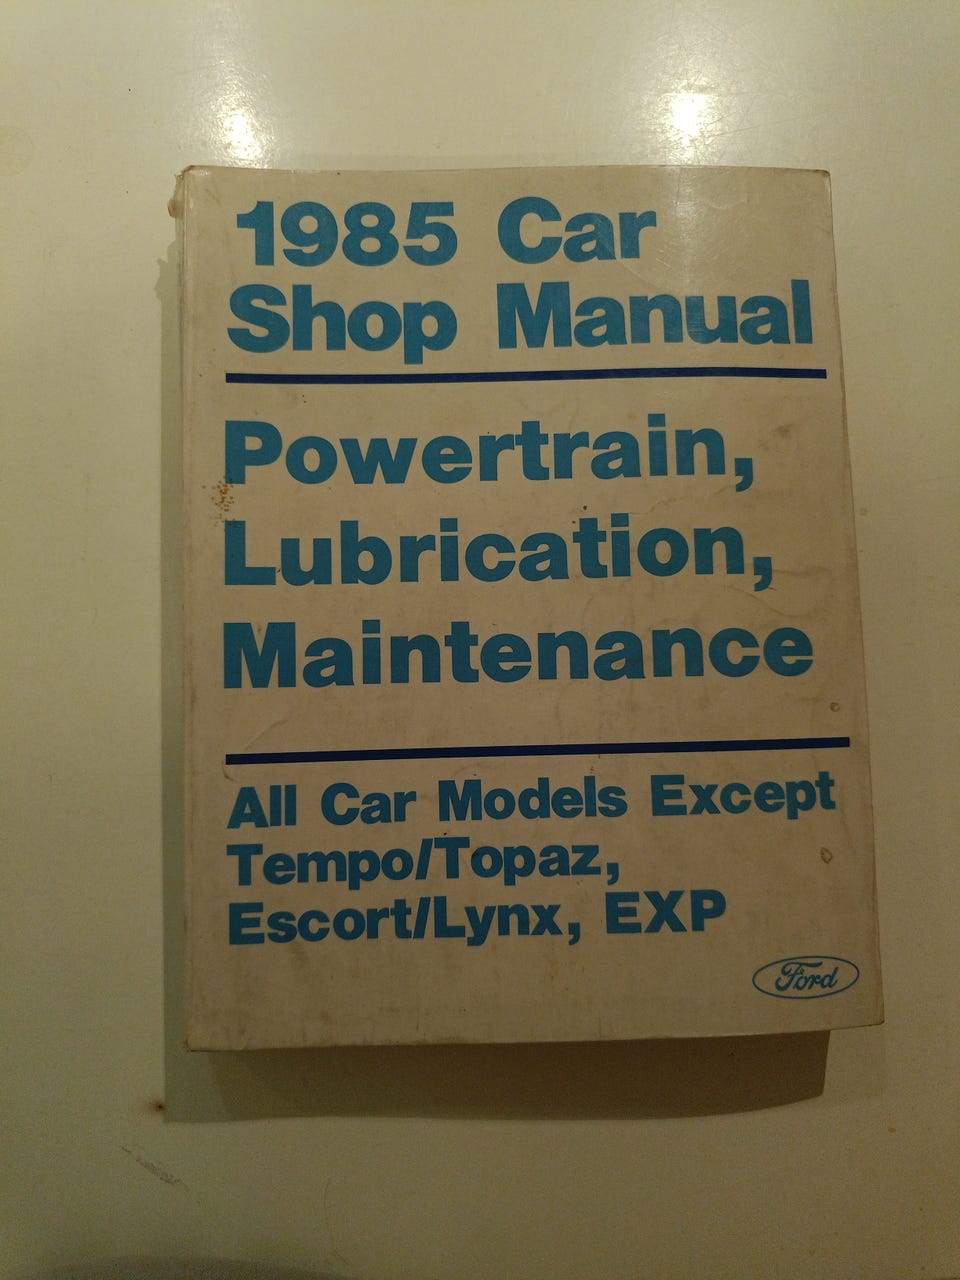 1985 Car
Shop Manual
Powertrain,
Lubrication,
Maintenance
All Car Models Except
Tempo/Topaz,
Escort/Lynx, EXP
Ford